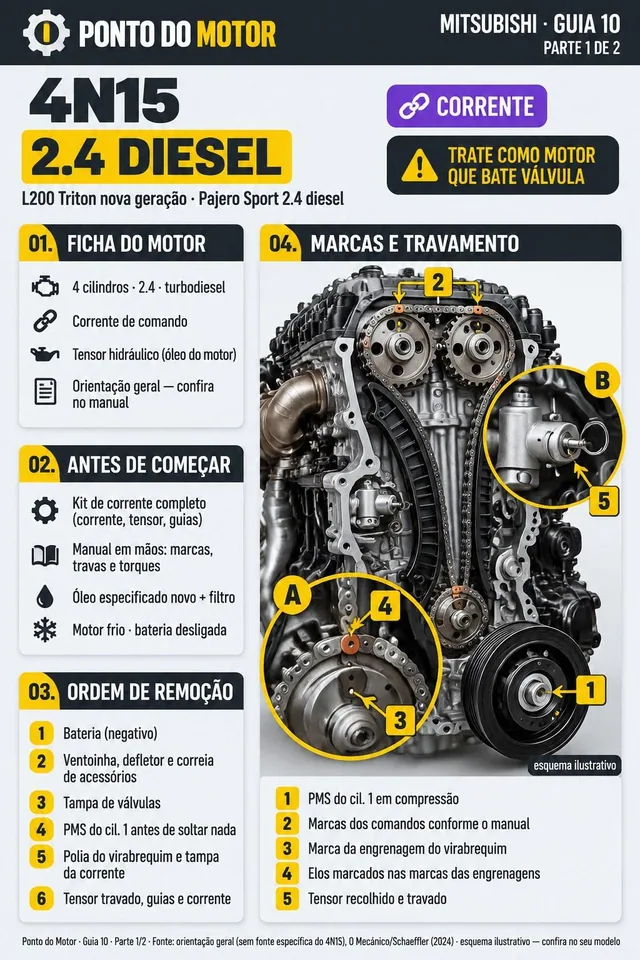 PONTO DO MOTOR
MITSUBISHI · GUIA 10
PARTE 1 DE 2
4N15
2.4 DIESEL
L200 Triton nova geração · Pajero Sport 2.4 diesel
CORRENTE
TRATE COMO MOTOR
QUE BATE VÁLVULA
01. FICHA DO MOTOR
4 cilindros · 2.4 · turbodiesel
Corrente de comando
Tensor hidráulico (óleo do motor)
Orientação geral — confira
no manual
02. ANTES DE COMEÇAR
Kit de corrente completo
(corrente, tensor, guias)
Manual em mãos: marcas,
travas e torques
Óleo especificado novo + filtro
Motor frio · bateria desligada
03. ORDEM DE REMOÇÃO
1 Bateria (negativo)
2 Ventoinha, defletor e correia
de acessórios
3 Tampa de válvulas
4 PMS do cil. 1 antes de soltar nada
5 Polia do virabrequim e tampa
da corrente
6 Tensor travado, guias e corrente
04. MARCAS E TRAVAMENTO
2
B
5
A
4
3
1
esquema ilustrativo
1 PMS do cil. 1 em compressão
2 Marcas dos comandos conforme o manual
3 Marca da engrenagem do virabrequim
4 Elos marcados nas marcas das engrenagens
5 Tensor recolhido e travado
Ponto do Motor · Guia 10 · Parte 1/2 · Fonte: orientação geral (sem fonte específica do 4N15), O Mecánico/Schaeffler (2024) · esquema ilustrativo — confira no seu modelo